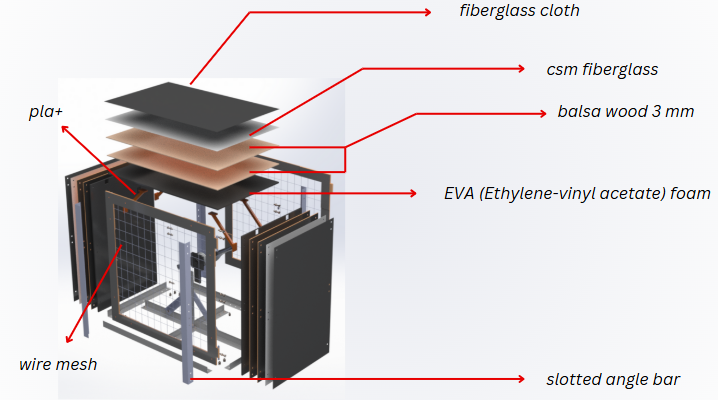 fiberglass cloth
csm fiberglass
pla+
balsa wood 3 mm
EVA (Ethylene-vinyl acetate) foam
wire mesh
slotted angle bar